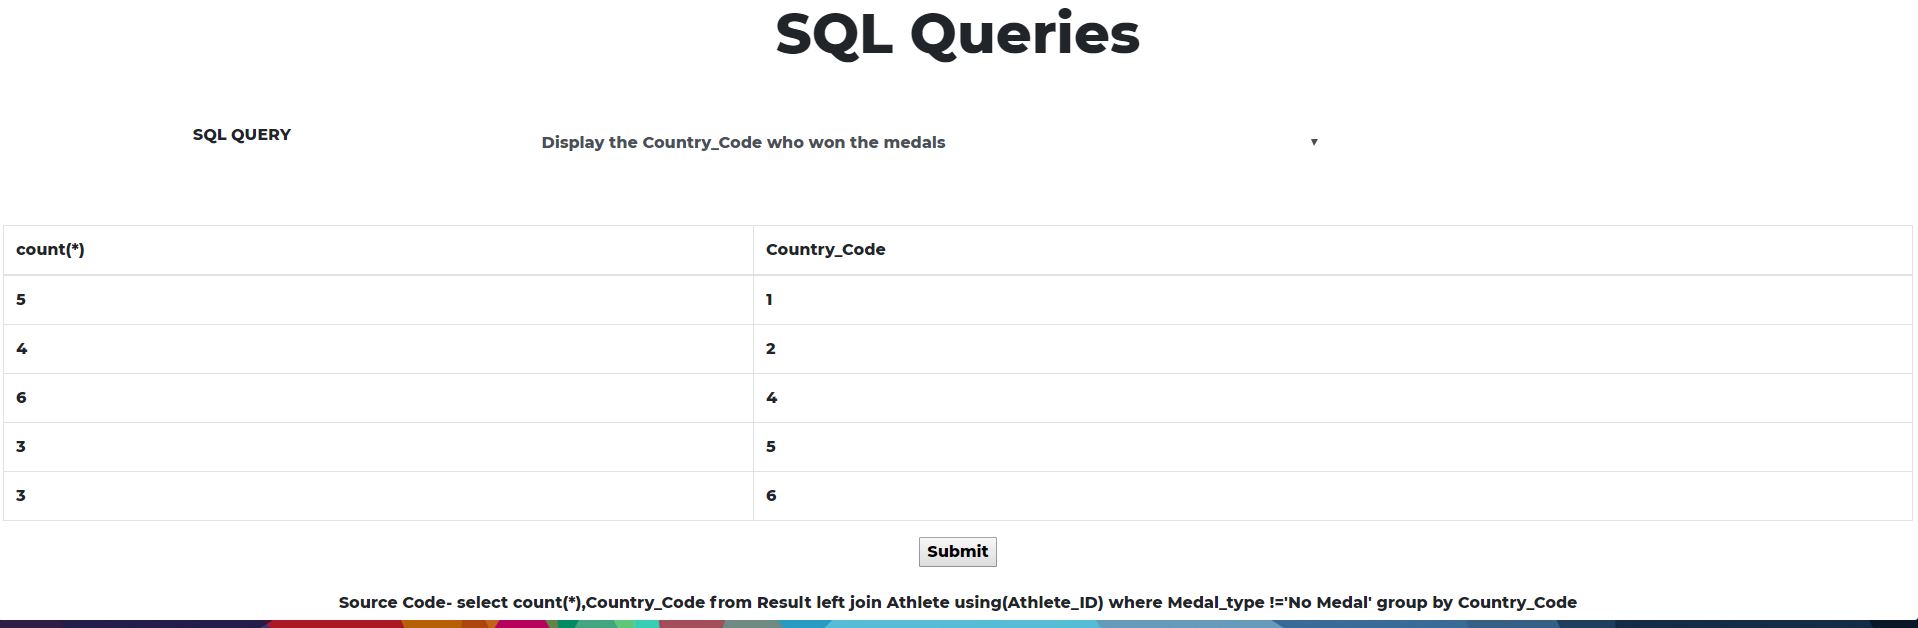 SQL Queries
SQL QUERY
Display the Country_Code who won the medals
count(*) Country_Code
5 1
4 2
6 4
3 5
3 6
Submit
Source Code- select count(*),Country_Code from Result left join Athlete using(Athlete_ID) where Medal_type !='No Medal' group by Country_Code